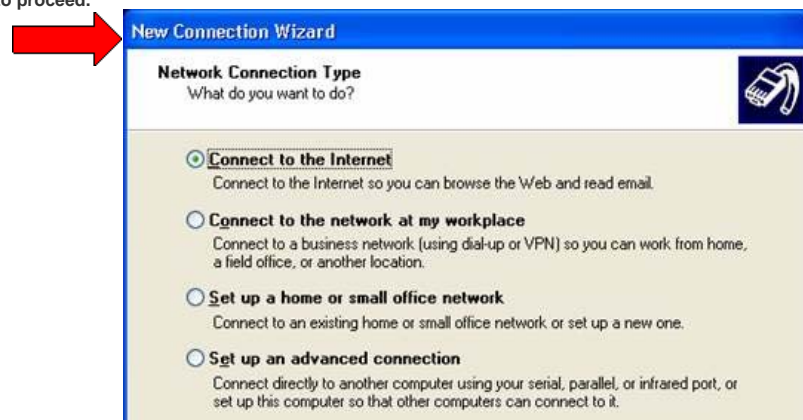 to proceed.
New Connection Wizard
Network Connection Type
What do you want to do?
Connect to the Internet
Connect to the Internet so you can browse the Web and read email.
Connect to the network at my workplace
Connect to a business network (using dial-up or VPN) so you can work from home,
a field office, or another location.
Set up a home or small office network
Connect to an existing home or small office network or set up a new one.
Set up an advanced connection
Connect directly to another computer using your serial, parallel, or infrared port, or
set up this computer so that other computers can connect to it.